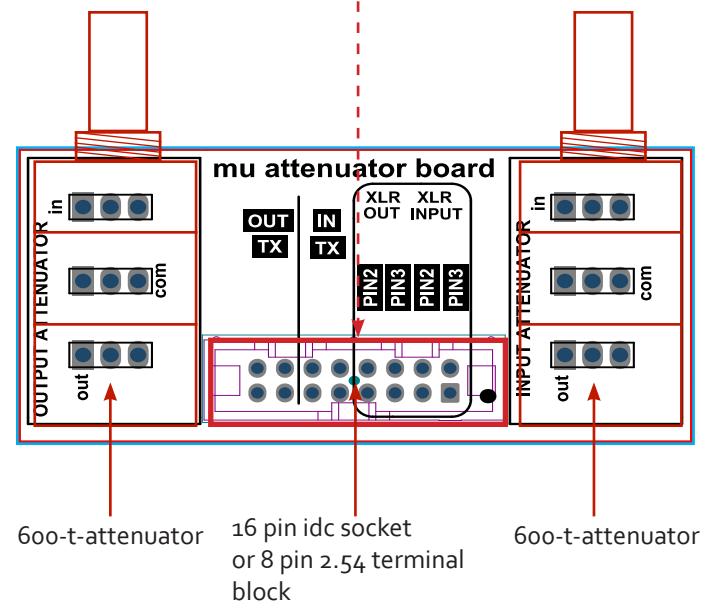 mu attenuator board
XLR XLR
OUT INPUT
OUT IN
TX TX
PIN2 PIN3 PIN2 PIN3
OUTPUT ATTENUATOR
in
com
out
INPUT ATTENUATOR
in
com
out
600-t-attenuator
16 pin idc socket
or 8 pin 2.54 terminal
block
600-t-attenuator